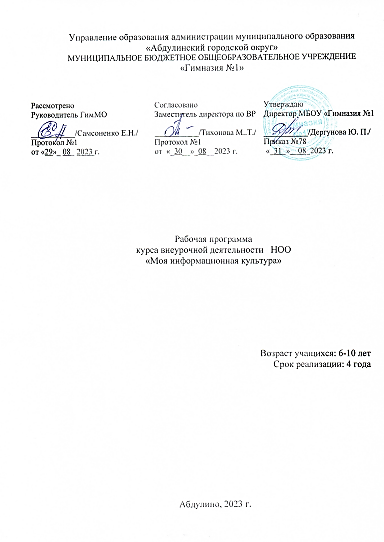 Управление образования администрации муниципального образования
«Абдулинский городской округ»
МУНИЦИПАЛЬНОЕ БЮДЖЕТНОЕ ОБЩЕОБРАЗОВАТЕЛЬНОЕ УЧРЕЖДЕНИЕ
«Гимназия №1»
Рассмотрено
Руководитель ГимМО
/Самсоненко Е.Н./
Протокол №1
от «29» 08 2023 г.
Согласовано
Заместитель директора по ВР
/Тихонова М..Т./
Протокол №1
от « 30 » 08 2023 г.
Утверждаю
Директор МБОУ «Гимназия №1
/Дергунова Ю. П./
Приказ №78
« 31 » 08 2023 г.
Рабочая программа
курса внеурочной деятельности НОО
«Моя информационная культура»
Возраст учащихся: 6-10 лет
Срок реализации: 4 года
Абдулино, 2023 г.